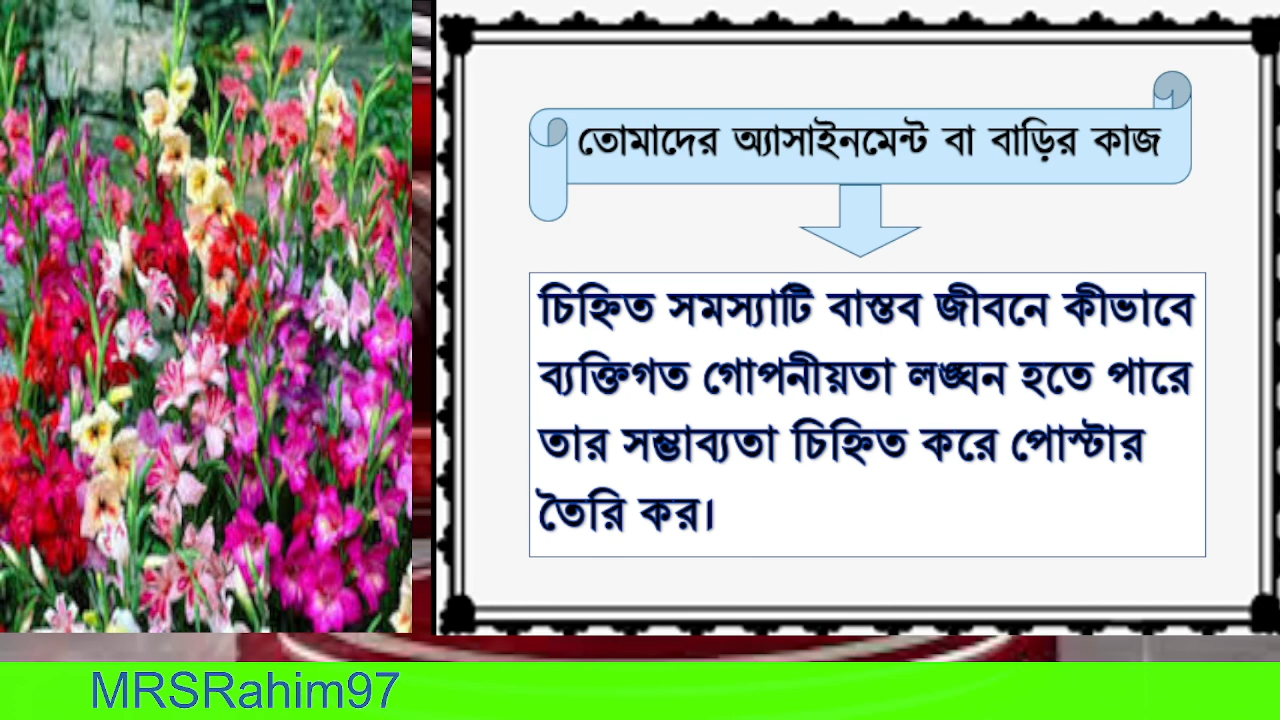 তোমাদের অ্যাসাইনমেন্ট বা বাড়ির কাজ
চিহ্নিত সমস্যাটি বাস্তব জীবনে কীভাবে
ব্যক্তিগত গোপনীয়তা লঙ্ঘন হতে পারে
তার সম্ভাব্যতা চিহ্নিত করে পোস্টার
তৈরি কর।
MRSRahim97